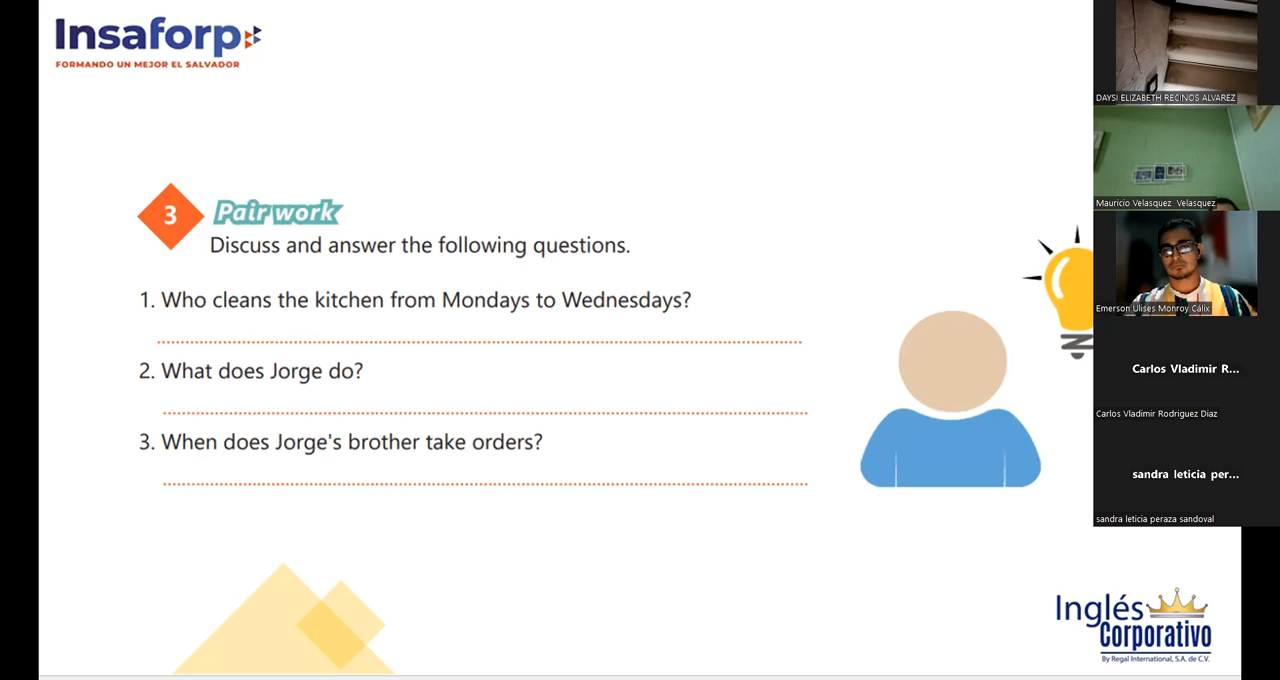 Insaforp
FORMANDO UN MEJOR EL SALVADOR
3
Pair work
Discuss and answer the following questions.
1. Who cleans the kitchen from Mondays to Wednesdays?
2. What does Jorge do?
3. When does Jorge's brother take orders?
Inglés
Corporativo
By Regal International, S.A. de C.V.
DAYSI ELIZABETH RECINOS ALVAREZ
Mauricio Velasquez Velasquez
Emerson Ulises Monroy Calix
Carlos Vladimir R...
Carlos Vladimir Rodriguez Diaz
sandra leticia per...
sandra leticia peraza sandoval